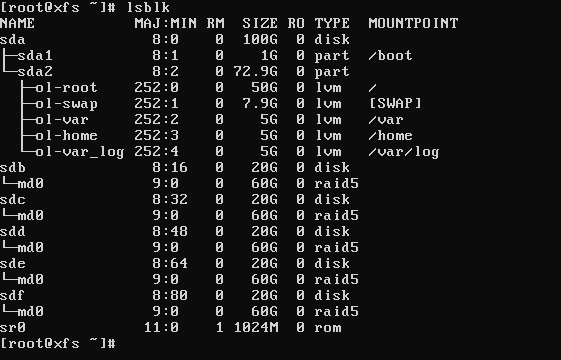 [root@xfs ~]# lsblk
NAME            MAJ:MIN RM   SIZE RO TYPE  MOUNTPOINT
sda               8:0    0   100G  0 disk
├─sda1            8:1    0     1G  0 part  /boot
└─sda2            8:2    0  72.9G  0 part
  ├─ol-root     252:0    0    50G  0 lvm   /
  ├─ol-swap     252:1    0   7.9G  0 lvm   [SWAP]
  ├─ol-var      252:2    0     5G  0 lvm   /var
  ├─ol-home     252:3    0     5G  0 lvm   /home
  └─ol-var_log  252:4    0     5G  0 lvm   /var/log
sdb               8:16   0    20G  0 disk
└─md0             9:0    0    60G  0 raid5
sdc               8:32   0    20G  0 disk
└─md0             9:0    0    60G  0 raid5
sdd               8:48   0    20G  0 disk
└─md0             9:0    0    60G  0 raid5
sde               8:64   0    20G  0 disk
└─md0             9:0    0    60G  0 raid5
sdf               8:80   0    20G  0 disk
└─md0             9:0    0    60G  0 raid5
sr0              11:0    1  1024M  0 rom
[root@xfs ~]#